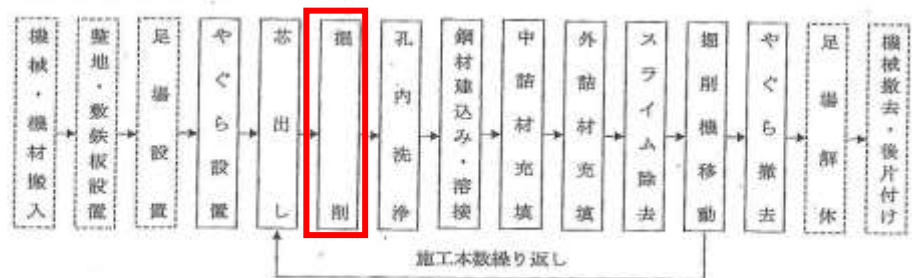 機械・機材搬入
整地・敷鉄板設置
足場設置
やぐら設置
芯出し
掘削
孔内洗浄
鋼材建込み・溶接
中詰材充填
外詰材充填
スライム除去
掘削機移動
やぐら撤去
足場解体
機械撤去・後片付け
施工本数繰り返し